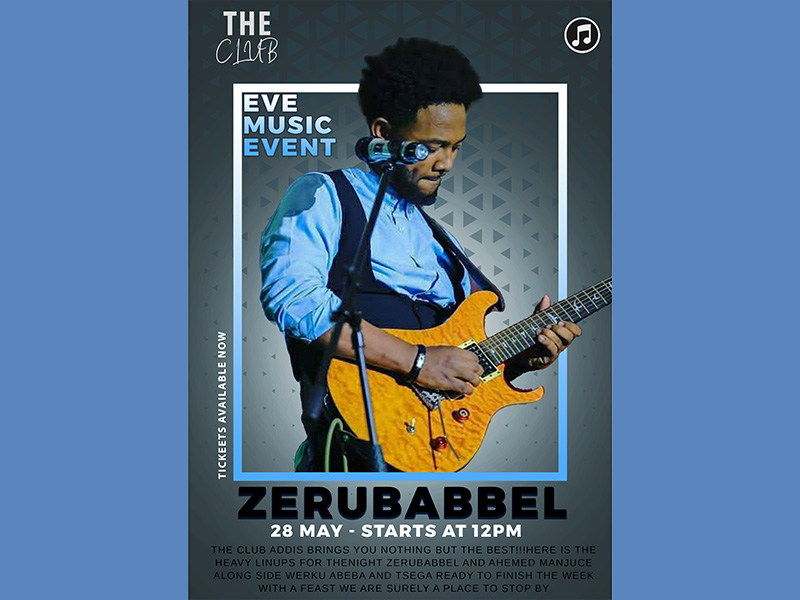 THE
CLUB
EVE
MUSIC
EVENT
TICKEETS AVAILABLE NOW
ZERUBABBEL
28 MAY - STARTS AT 12PM
THE CLUB ADDIS BRINGS YOU NOTHING BUT THE BEST!!!HERE IS THE
HEAVY LINUPS FOR THENIGHT ZERUBABBEL AND AHEMED MANJUCE
ALONG SIDE WERKU ABEBA AND TSEGA READY TO FINISH THE WEEK
WITH A FEAST WE ARE SURELY A PLACE TO STOP BY